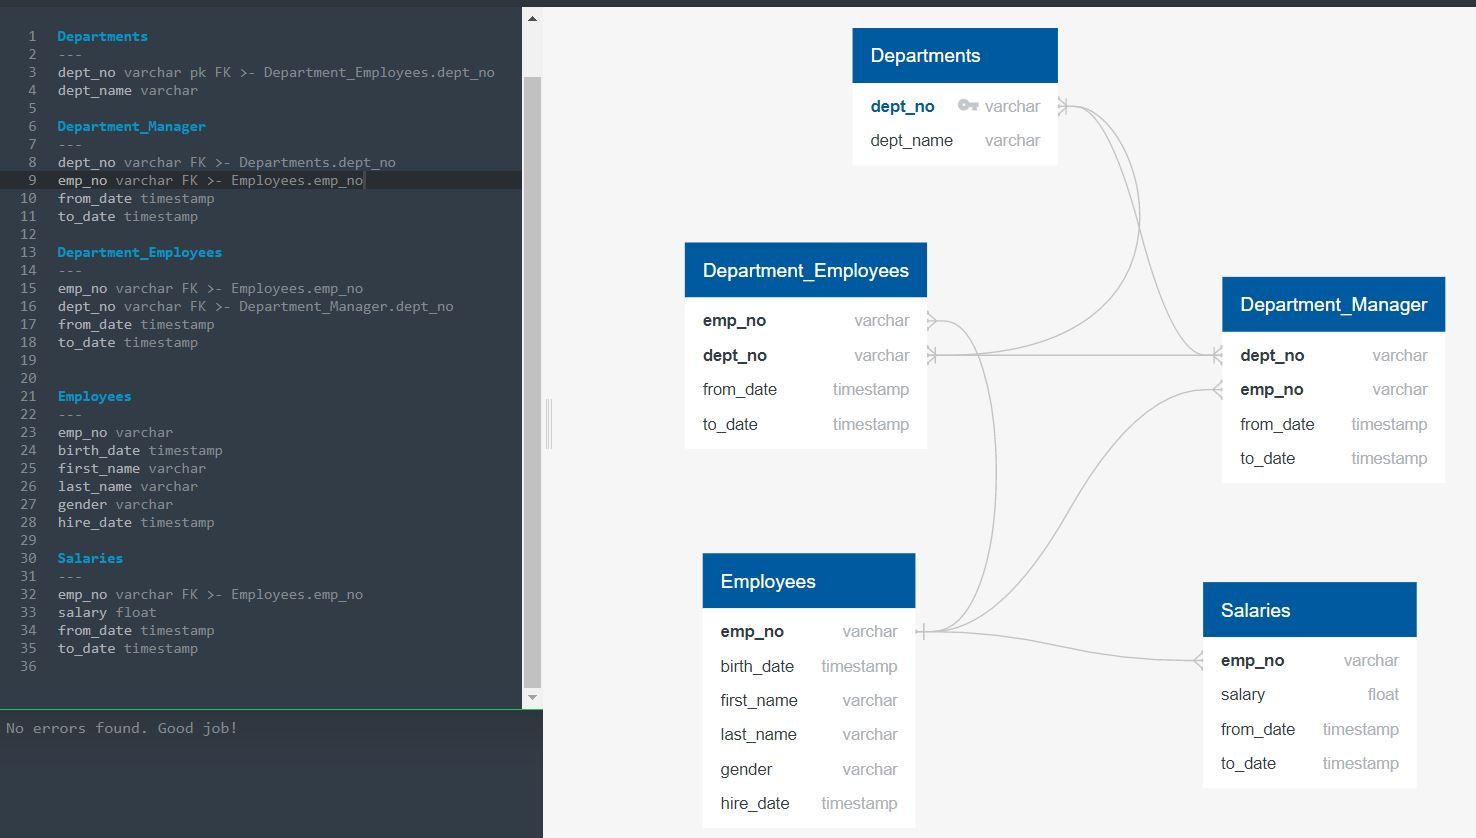 1 Departments
2 ---
3 dept_no varchar pk FK >- Department_Employees.dept_no
4 dept_name varchar
5
6 Department_Manager
7 ---
8 dept_no varchar FK >- Departments.dept_no
9 emp_no varchar FK >- Employees.emp_no
10 from_date timestamp
11 to_date timestamp
12
13 Department_Employees
14 ---
15 emp_no varchar FK >- Employees.emp_no
16 dept_no varchar FK >- Department_Manager.dept_no
17 from_date timestamp
18 to_date timestamp
19
20
21 Employees
22 ---
23 emp_no varchar
24 birth_date timestamp
25 first_name varchar
26 last_name varchar
27 gender varchar
28 hire_date timestamp
29
30 Salaries
31 ---
32 emp_no varchar FK >- Employees.emp_no
33 salary float
34 from_date timestamp
35 to_date timestamp
36
No errors found. Good job!
Departments
dept_no varchar
dept_name varchar
Department_Employees
emp_no varchar
dept_no varchar
from_date timestamp
to_date timestamp
Department_Manager
dept_no varchar
emp_no varchar
from_date timestamp
to_date timestamp
Employees
emp_no varchar
birth_date timestamp
first_name varchar
last_name varchar
gender varchar
hire_date timestamp
Salaries
emp_no varchar
salary float
from_date timestamp
to_date timestamp